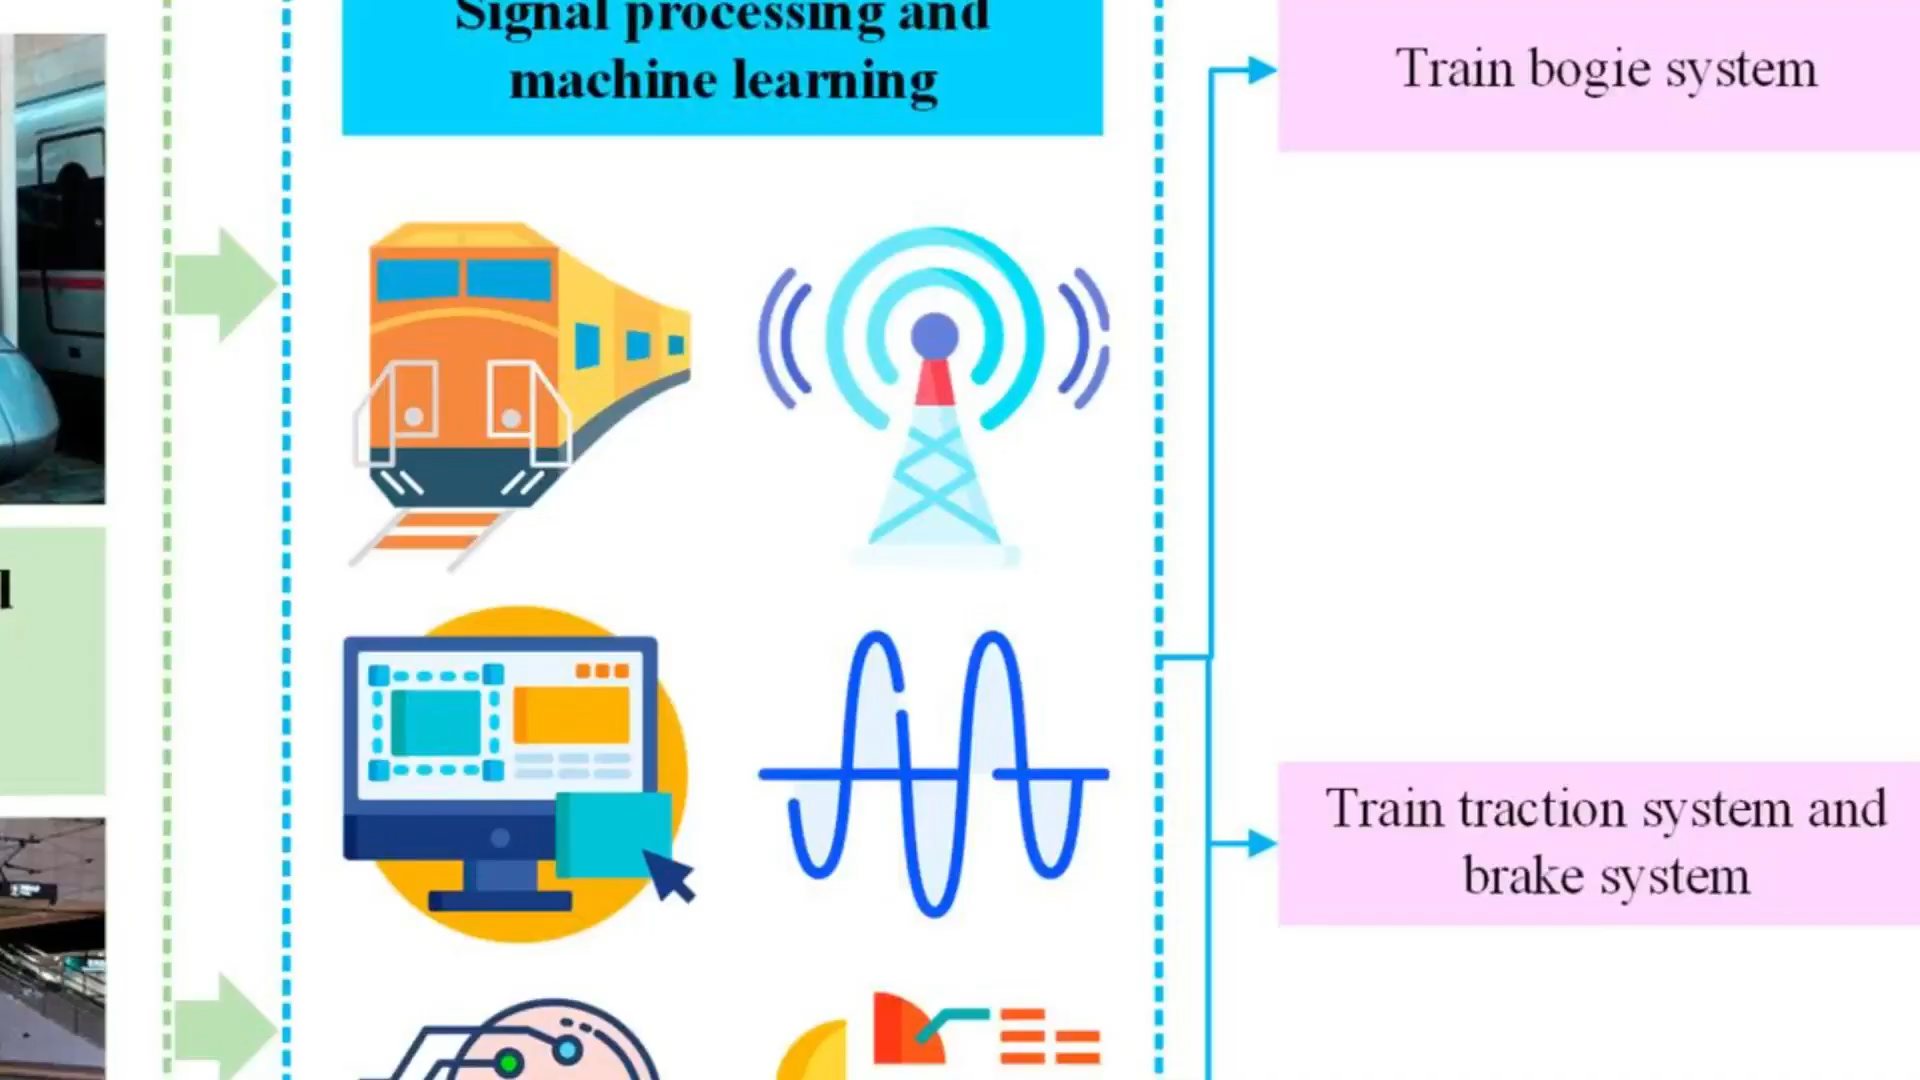 Signal processing and
machine learning
Train bogie system
Train traction system and
brake system